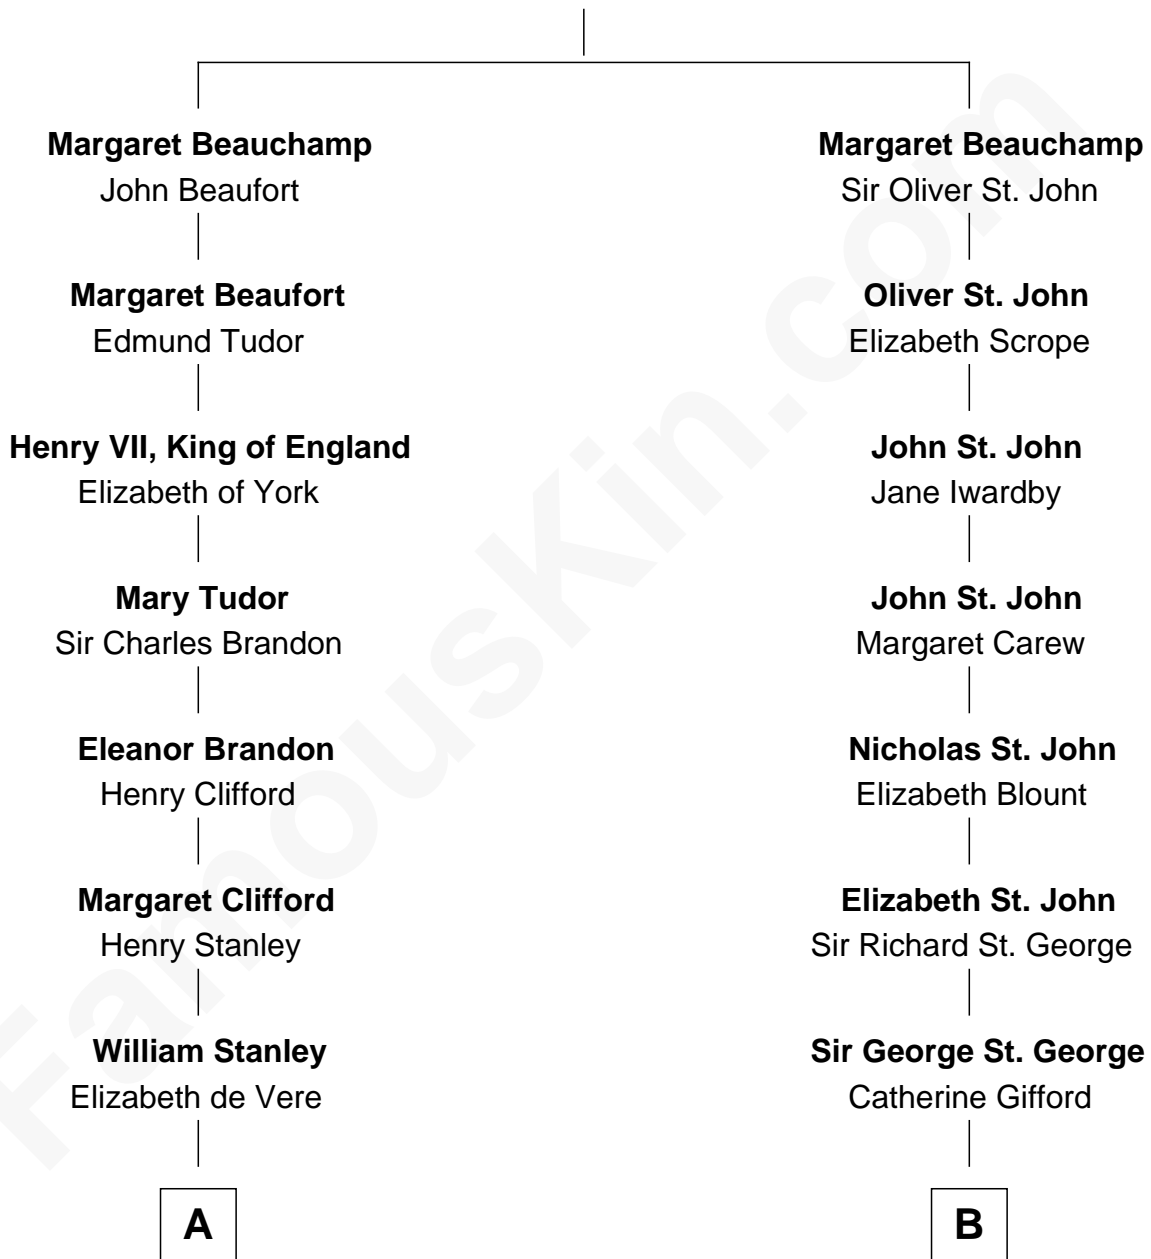 Margaret Beauchamp
John Beaufort
Margaret Beaufort
Edmund Tudor
Henry VII, King of England
Elizabeth of York
Mary Tudor
Sir Charles Brandon
Eleanor Brandon
Henry Clifford
Margaret Clifford
Henry Stanley
William Stanley
Elizabeth de Vere
A
Margaret Beauchamp
Sir Oliver St. John
Oliver St. John
Elizabeth Scrope
John St. John
Jane Iwardby
John St. John
Margaret Carew
Nicholas St. John
Elizabeth Blount
Elizabeth St. John
Sir Richard St. George
Sir George St. George
Catherine Gifford
B
FamousKin.com